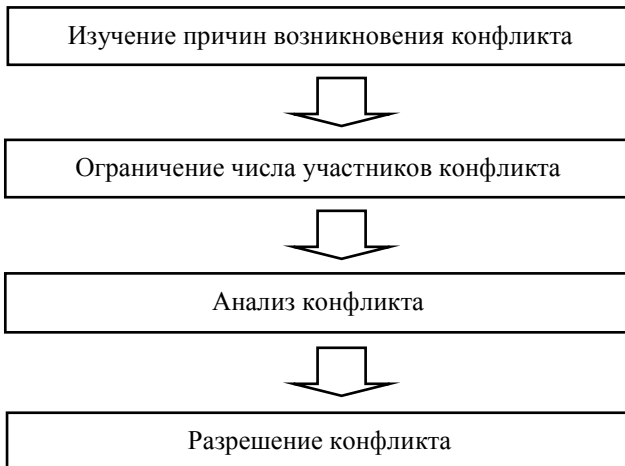 Изучение причин возникновения конфликта
Ограничение числа участников конфликта
Анализ конфликта
Разрешение конфликта